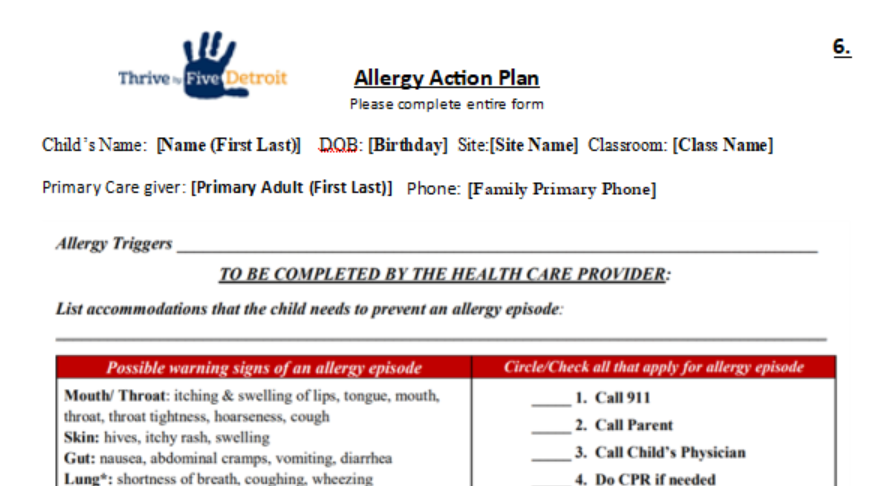 6.
Thrive by Five Detroit
Allergy Action Plan
Please complete entire form
Child's Name: [Name (First Last)] DOB: [Birthday] Site:[Site Name] Classroom: [Class Name]
Primary Care giver: [Primary Adult (First Last)] Phone: [Family Primary Phone]
Allergy Triggers ______
TO BE COMPLETED BY THE HEALTH CARE PROVIDER:
List accommodations that the child needs to prevent an allergy episode:
Possible warning signs of an allergy episode
Mouth/ Throat: itching & swelling of lips, tongue, mouth,
throat, throat tightness, hoarseness, cough
Skin: hives, itchy rash, swelling
Gut: nausea, abdominal cramps, vomiting, diarrhea
Lung*: shortness of breath, coughing, wheezing
Circle/Check all that apply for allergy episode
_____ 1. Call 911
_____ 2. Call Parent
_____ 3. Call Child's Physician
_____ 4. Do CPR if needed